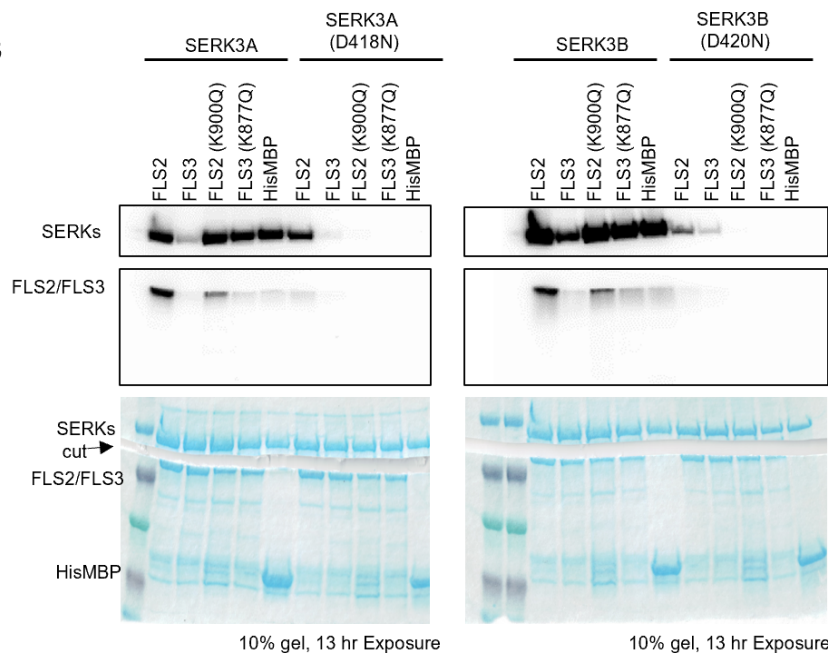 SERK3A
SERK3A
(D418N)
SERK3B
SERK3B
(D420N)
FLS2
FLS3
FLS2 (K900Q)
FLS3 (K877Q)
HisMBP
FLS2
FLS3
FLS2 (K900Q)
FLS3 (K877Q)
HisMBP
FLS2
FLS3
FLS2 (K900Q)
FLS3 (K877Q)
HisMBP
FLS2
FLS3
FLS2 (K900Q)
FLS3 (K877Q)
HisMBP
SERKs
FLS2/FLS3
SERKs
cut
FLS2/FLS3
HisMBP
10% gel, 13 hr Exposure
10% gel, 13 hr Exposure